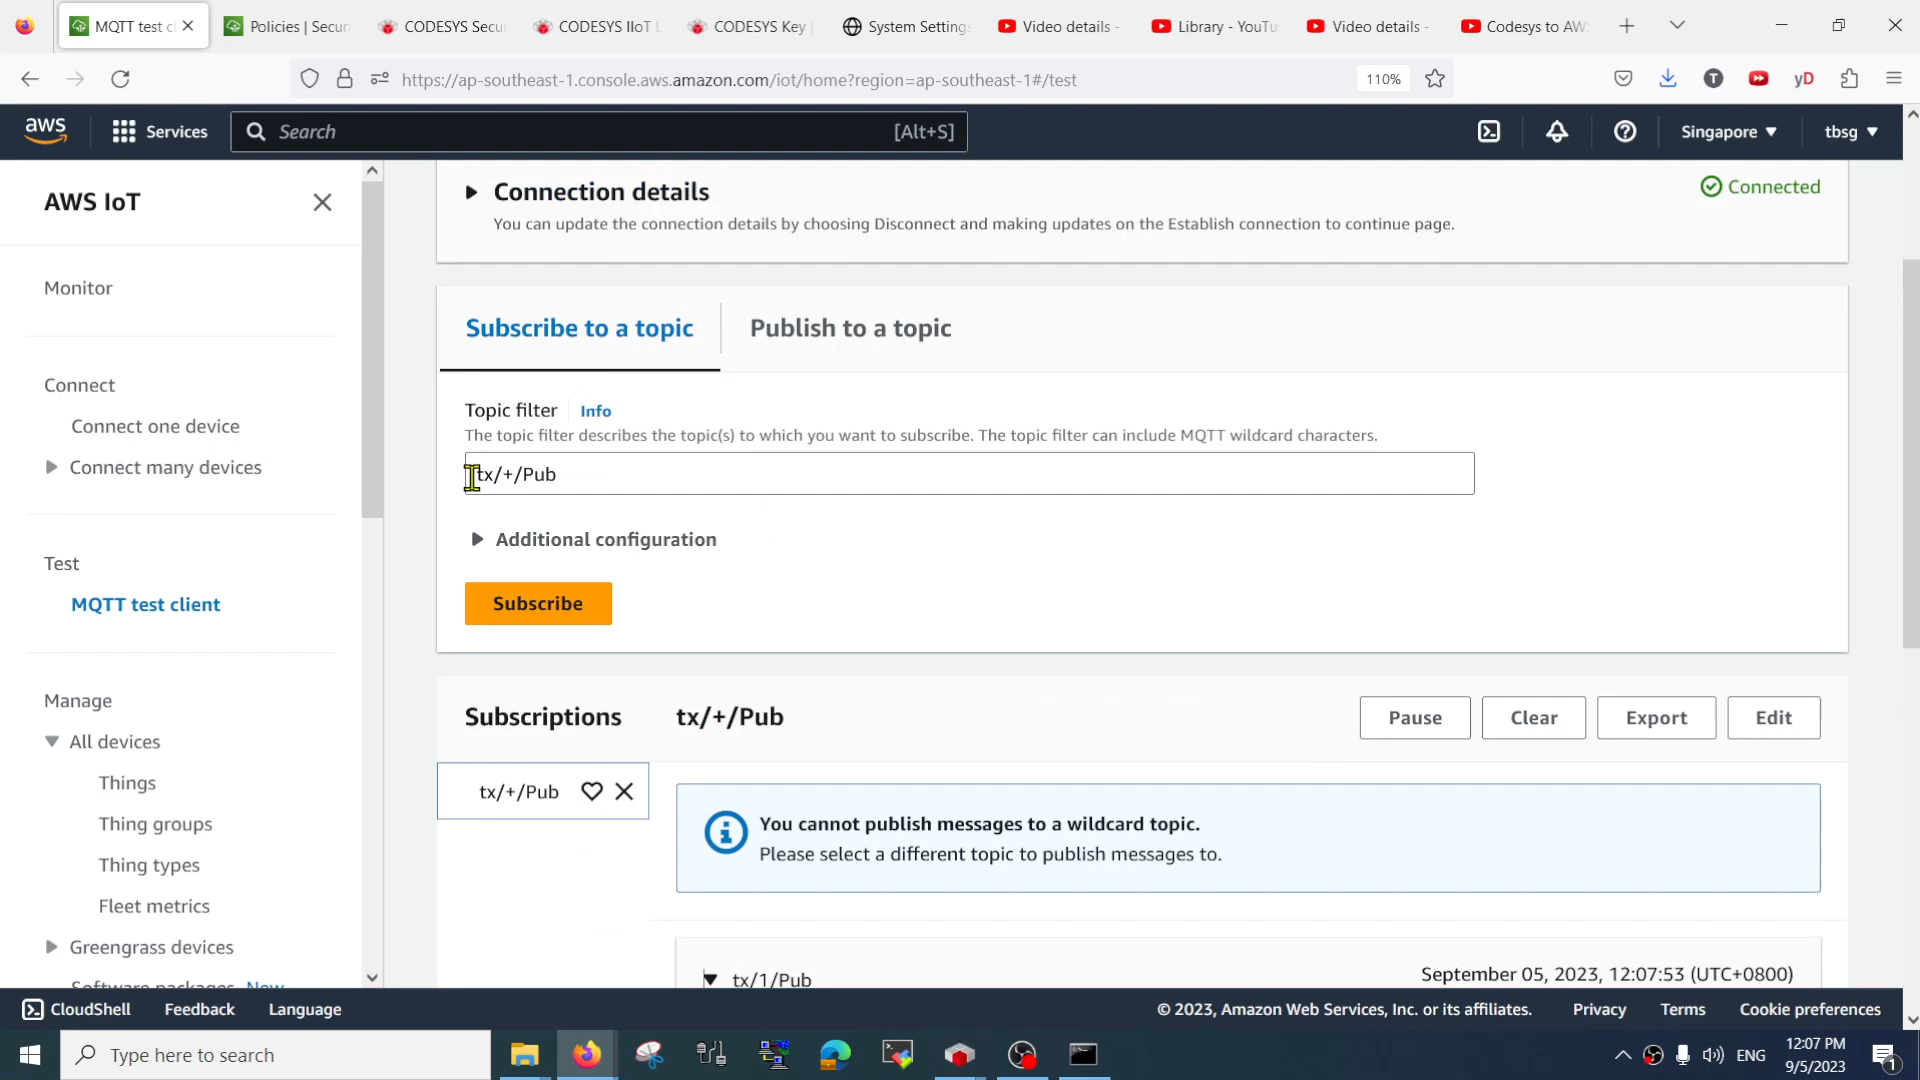 MQTT test cl
Policies | Secur
CODESYS Secu
CODESYS IIoT L
CODESYS Key
System Settings
Video details -
Library - YouTu
Video details -
Codesys to AW
https://ap-southeast-1.console.aws.amazon.com/iot/home?region=ap-southeast-1#/test
110%
T
yD
aws
Services
Search
[Alt+S]
Singapore
tbsg
AWS IoT
Monitor
Connect
Connect one device
Connect many devices
Test
MQTT test client
Manage
All devices
Things
Thing groups
Thing types
Fleet metrics
Greengrass devices
Software packages New
Connection details
Connected
You can update the connection details by choosing Disconnect and making updates on the Establish connection to continue page.
Subscribe to a topic
Publish to a topic
Topic filter
Info
The topic filter describes the topic(s) to which you want to subscribe. The topic filter can include MQTT wildcard characters.
tx/+/Pub
Additional configuration
Subscribe
Subscriptions
tx/+/Pub
Pause
Clear
Export
Edit
tx/+/Pub
You cannot publish messages to a wildcard topic.
Please select a different topic to publish messages to.
tx/1/Pub
September 05, 2023, 12:07:53 (UTC+0800)
CloudShell
Feedback
Language
© 2023, Amazon Web Services, Inc. or its affiliates.
Privacy
Terms
Cookie preferences
Type here to search
ENG
12:07 PM
9/5/2023
1